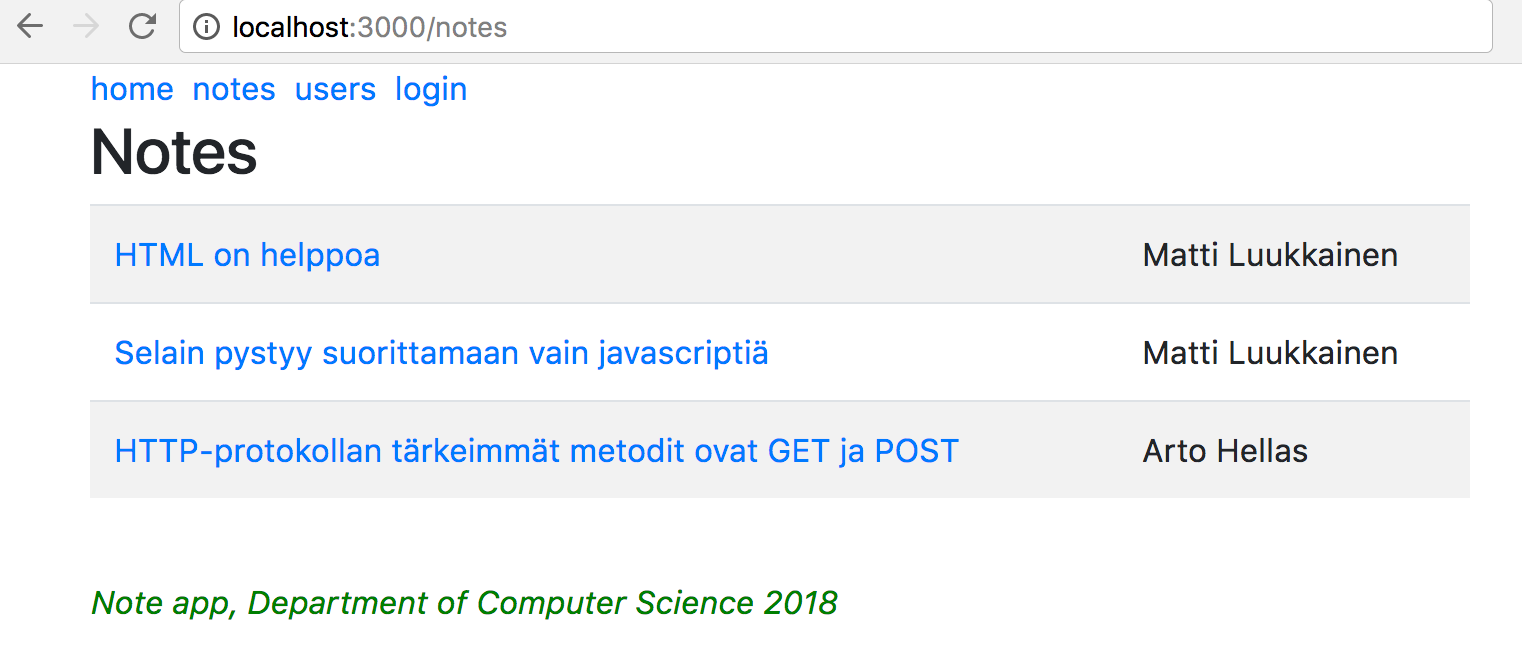 localhost:3000/notes
home notes users login
Notes
HTML on helppoa Matti Luukkainen
Selain pystyy suorittamaan vain javascriptiä Matti Luukkainen
HTTP-protokollan tärkeimmät metodit ovat GET ja POST Arto Hellas
Note app, Department of Computer Science 2018